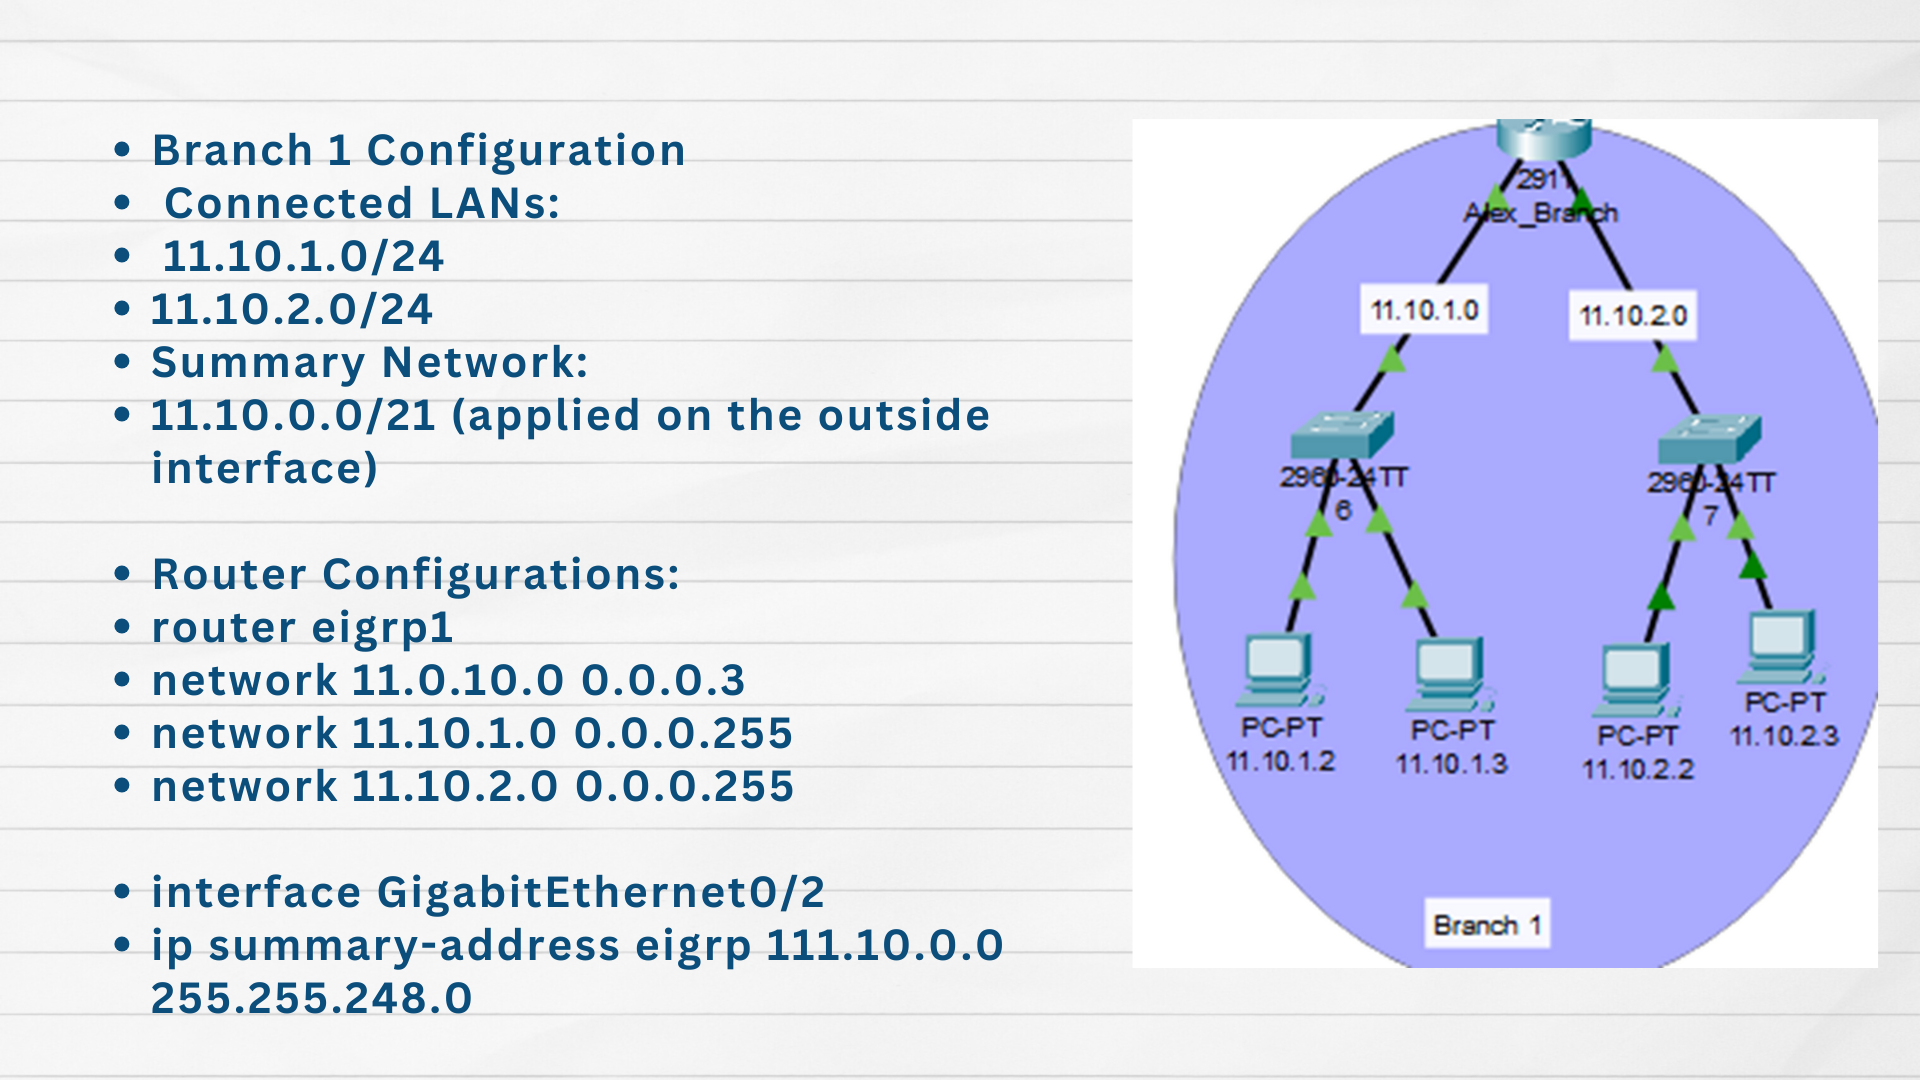 • Branch 1 Configuration
• Connected LANs:
• 11.10.1.0/24
• 11.10.2.0/24
• Summary Network:
• 11.10.0.0/21 (applied on the outside
interface)
• Router Configurations:
• router eigrp1
• network 11.0.10.0 0.0.0.3
• network 11.10.1.0 0.0.0.255
• network 11.10.2.0 0.0.0.255
• interface GigabitEthernet0/2
• ip summary-address eigrp 111.10.0.0
255.255.248.0
2911
Alex_Branch
11.10.1.0
11.10.2.0
2960-24TT
6
2960-24TT
7
PC-PT
11.10.1.2
PC-PT
11.10.1.3
PC-PT
11.10.2.2
PC-PT
11.10.2.3
Branch 1